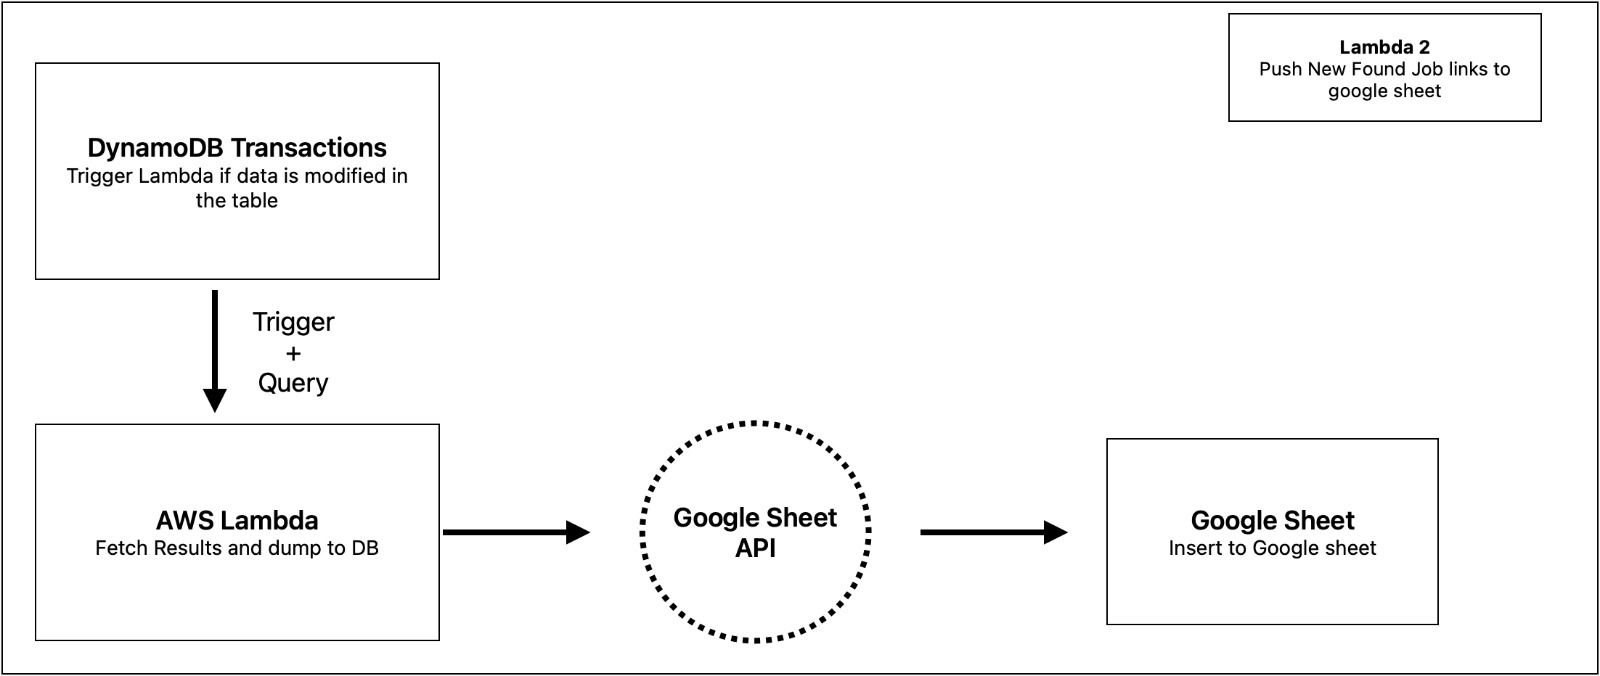 Lambda 2
Push New Found Job links to
google sheet
DynamoDB Transactions
Trigger Lambda if data is modified in
the table
Trigger
+
Query
AWS Lambda
Fetch Results and dump to DB
Google Sheet
API
Google Sheet
Insert to Google sheet